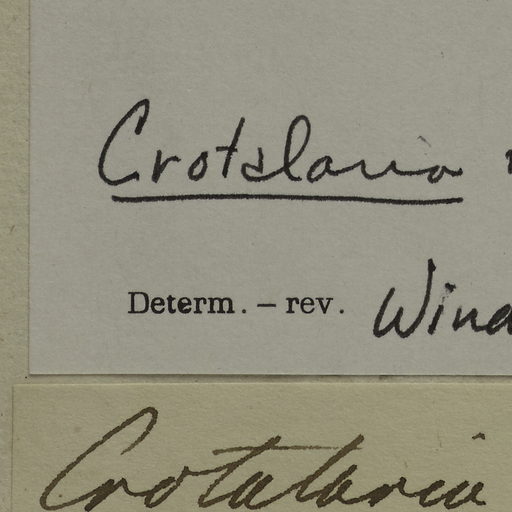 Crotalaria
Determ. – rev.
Crotalaria